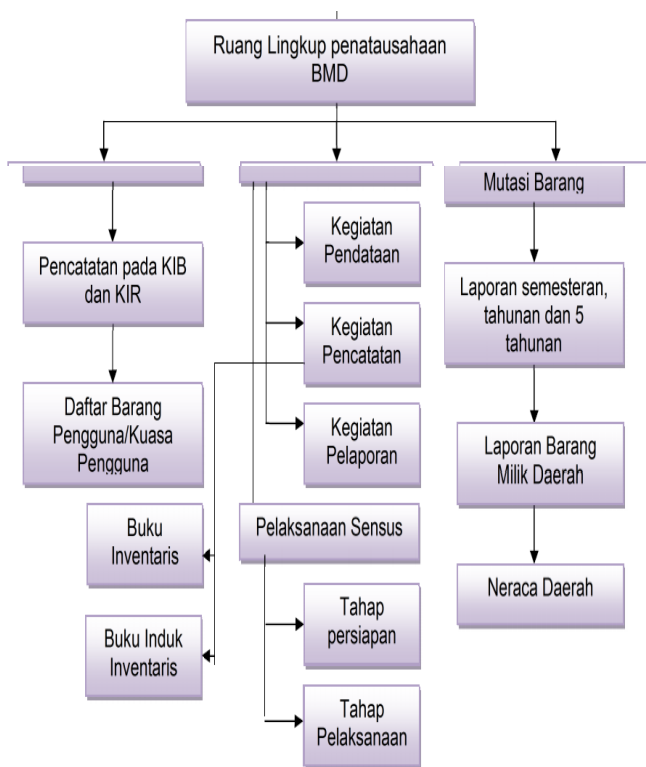 Ruang Lingkup penatausahaan
BMD
Mutasi Barang
Pencatatan pada KIB
dan KIR
Daftar Barang
Pengguna/Kuasa
Pengguna
Kegiatan
Pendataan
Kegiatan
Pencatatan
Kegiatan
Pelaporan
Buku
Inventaris
Buku Induk
Inventaris
Pelaksanaan Sensus
Tahap
persiapan
Tahap
Pelaksanaan
Laporan semesteran,
tahunan dan 5
tahunan
Laporan Barang
Milik Daerah
Neraca Daerah